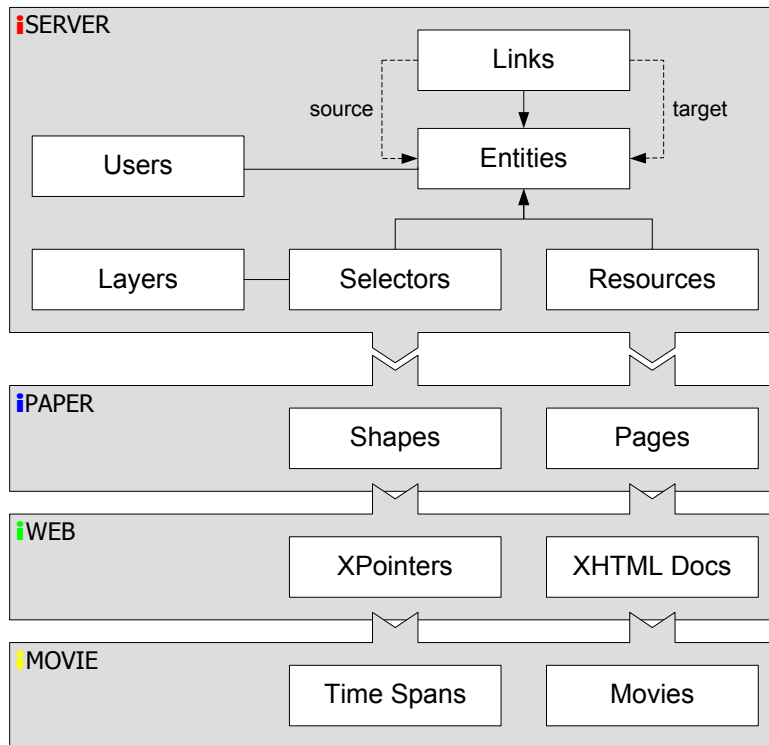 iSERVER
Links
source
target
Users
Entities
Layers
Selectors
Resources
iPAPER
Shapes
Pages
iWEB
XPointers
XHTML Docs
iMOVIE
Time Spans
Movies